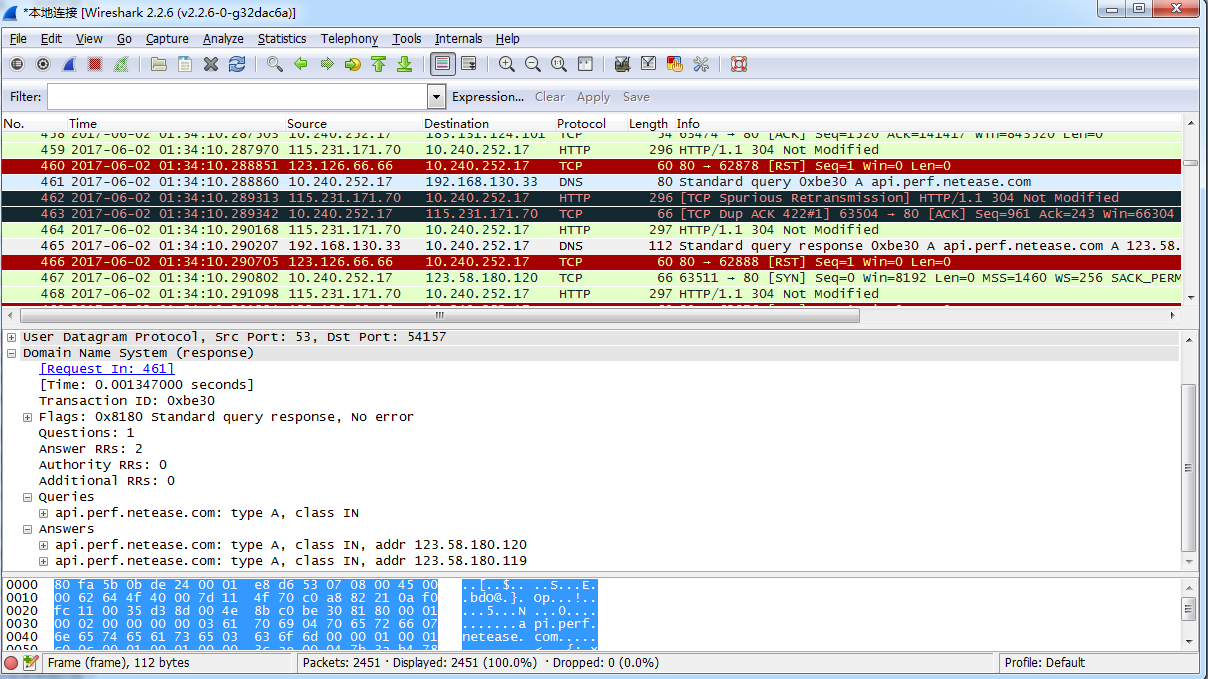 *本地连接 [Wireshark 2.2.6 (v2.2.6-0-g32dac6a)]
File Edit View Go Capture Analyze Statistics Telephony Tools Internals Help
Filter: Expression... Clear Apply Save
No. Time Source Destination Protocol Length Info
458 2017-06-02 01:34:10.287503 10.240.252.17 183.131.124.101 TCP 54 63474 → 80 [ACK] Seq=1520 Ack=141417 Win=843520 Len=0
459 2017-06-02 01:34:10.287970 115.231.171.70 10.240.252.17 HTTP 296 HTTP/1.1 304 Not Modified
460 2017-06-02 01:34:10.288851 123.126.66.66 10.240.252.17 TCP 60 80 → 62878 [RST] Seq=1 Win=0 Len=0
461 2017-06-02 01:34:10.288860 10.240.252.17 192.168.130.33 DNS 80 Standard query 0xbe30 A api.perf.netease.com
462 2017-06-02 01:34:10.289313 115.231.171.70 10.240.252.17 HTTP 296 [TCP Spurious Retransmission] HTTP/1.1 304 Not Modified
463 2017-06-02 01:34:10.289342 10.240.252.17 115.231.171.70 TCP 66 [TCP Dup ACK 422#1] 63504 → 80 [ACK] Seq=961 Ack=243 Win=66304
464 2017-06-02 01:34:10.290168 115.231.171.70 10.240.252.17 HTTP 297 HTTP/1.1 304 Not Modified
465 2017-06-02 01:34:10.290207 192.168.130.33 10.240.252.17 DNS 112 Standard query response 0xbe30 A api.perf.netease.com A 123.58.
466 2017-06-02 01:34:10.290705 123.126.66.66 10.240.252.17 TCP 60 80 → 62888 [RST] Seq=1 Win=0 Len=0
467 2017-06-02 01:34:10.290802 10.240.252.17 123.58.180.120 TCP 66 63511 → 80 [SYN] Seq=0 Win=8192 Len=0 MSS=1460 WS=256 SACK_PERM
468 2017-06-02 01:34:10.291098 115.231.171.70 10.240.252.17 HTTP 297 HTTP/1.1 304 Not Modified
User Datagram Protocol, Src Port: 53, Dst Port: 54157
Domain Name System (response)
[Request In: 461]
[Time: 0.001347000 seconds]
Transaction ID: 0xbe30
Flags: 0x8180 Standard query response, No error
Questions: 1
Answer RRs: 2
Authority RRs: 0
Additional RRs: 0
Queries
api.perf.netease.com: type A, class IN
Answers
api.perf.netease.com: type A, class IN, addr 123.58.180.120
api.perf.netease.com: type A, class IN, addr 123.58.180.119
0000 80 fa 5b 0b de 24 00 01 e8 d6 53 07 08 00 45 00 ..[..$.. ..S...E.
0010 00 62 64 4f 40 00 7d 11 4f 70 c0 a8 82 21 0a f0 .bdO@.}. Op...!..
0020 fc 11 00 35 d3 8d 00 4e 8b c0 be 30 81 80 00 01 ...5...N ...0....
0030 00 02 00 00 00 00 03 61 70 69 04 70 65 72 66 07 .......a pi.perf.
0040 6e 65 74 65 61 73 65 03 63 6f 6d 00 00 01 00 01 netease. com.....
0050 c0 0c 00 01 00 01 00 00 3c ae 00 04 7b 3a b4 78 ........ <...{:.x
Frame (frame), 112 bytes Packets: 2451 · Displayed: 2451 (100.0%) · Dropped: 0 (0.0%) Profile: Default